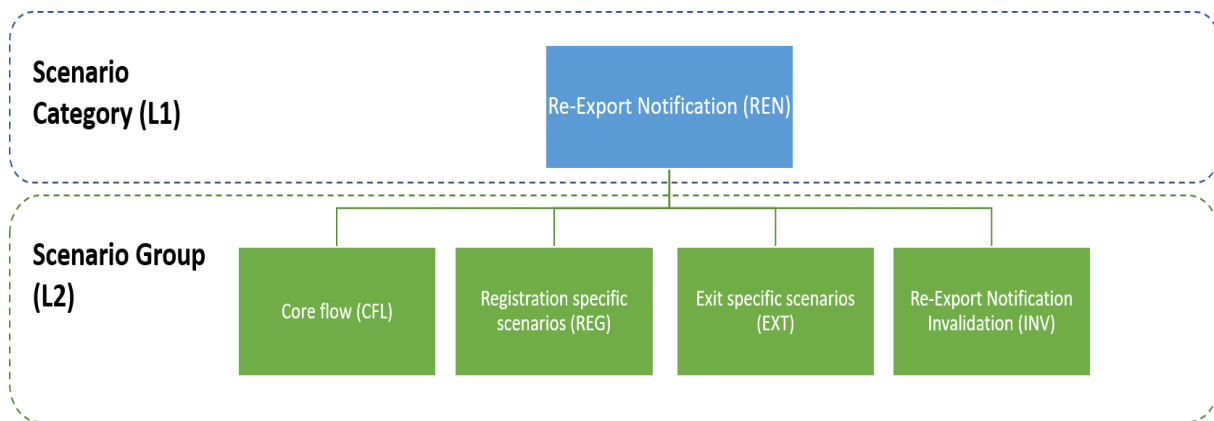 Scenario
Category (L1)
Re-Export Notification (REN)
Scenario Group
(L2)
Core flow (CFL)
Registration specific
scenarios (REG)
Exit specific scenarios
(EXT)
Re-Export Notification
Invalidation (INV)